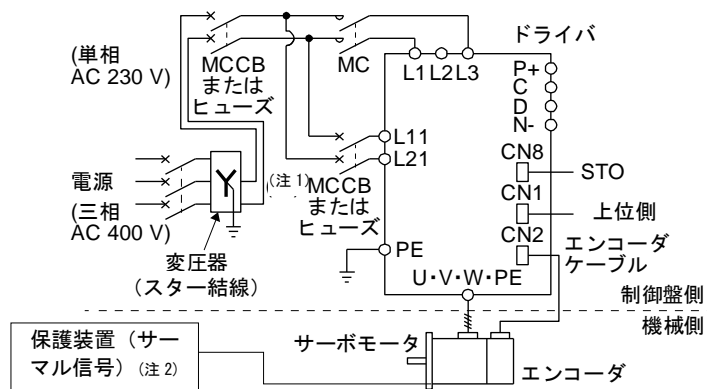 (単相
AC 230 V)
MCCB
または
ヒューズ
MC
ドライバ
L1 L2 L3
P+
C
D
N-
L11
L21
CN8
STO
電源
(三相
AC 400 V)
(注 1)
MCCB
または
ヒューズ
CN1
上位側
CN2
エンコーダ
ケーブル
変圧器
(スター結線)
PE
U・V・W・PE
制御盤側
機械側
保護装置(サー
マル信号) (注 2)
サーボモータ
エンコーダ